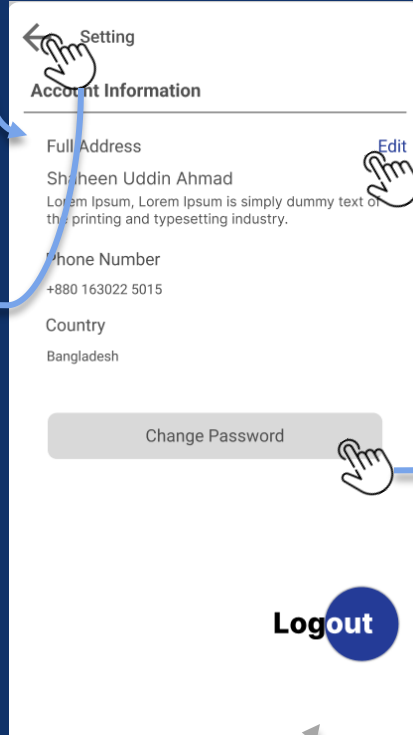 Setting
Account Information
Full Address
Edit
Shaheen Uddin Ahmad
Lorem Ipsum, Lorem Ipsum is simply dummy text of
the printing and typesetting industry.
Phone Number
+880 163022 5015
Country
Bangladesh
Change Password
Logout